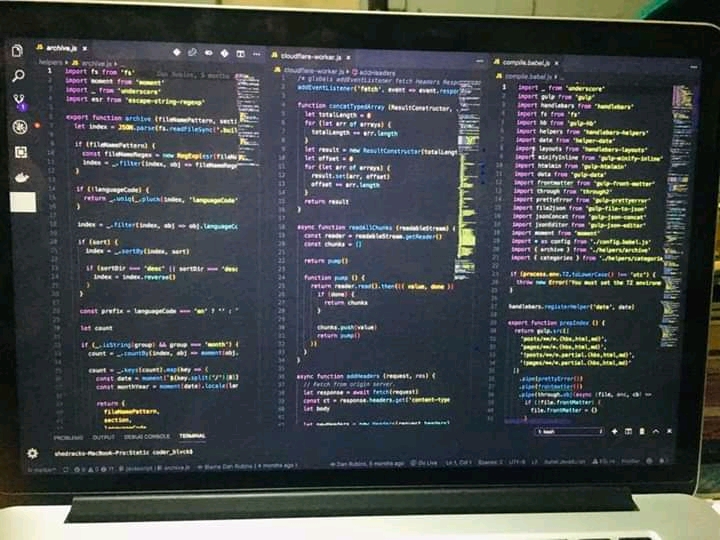 JS archive.js ×
helpers › JS archive.js › ...
import fs from 'fs'
Dan Rubins, 5 months
import moment from 'moment'
import _ from 'underscore'
import esr from 'escape-string-regexp'
export function archive (fileNamePattern, secti
let index = JSON.parse(fs.readFileSync('.buil
if (fileNamePattern) {
const fileNameRegex = new RegExp(esr(fileNa
index = _.filter(index, obj => fileNameRege
}
if (!languageCode) {
return _.uniq(_.pluck(index, 'languageCode'
}
index = _.filter(index, obj => obj.languageCo
if (sort) {
index = _.sortBy(index, sort)
if (sortDir === 'desc' || sortDir === 'desc
index = index.reverse()
}
}
const prefix = languageCode === 'en' ? '' :
let count
if (_.isString(group) && group === 'month') {
count = _.countBy(index, obj => moment(obj.
count = _.keys(count).map(key => {
const date = moment(`${key.split('/')[0]}
const monthYear = moment(date).locale(lan
return {
fileNamePattern,
section,
languageCode
JS cloudflare-worker.js ×
JS cloudflare-worker.js › addHeaders
/* globals addEventListener fetch Headers Response
addEventListener('fetch', event => event.respon
function concatTypedArray (ResultConstructor,
let totalLength = 0
for (let arr of arrays) {
totalLength += arr.length
}
let result = new ResultConstructor(totalLengt
let offset = 0
for (let arr of arrays) {
result.set(arr, offset)
offset += arr.length
}
return result
async function readAllChunks (readableStream) {
const reader = readableStream.getReader()
const chunks = []
return pump()
function pump () {
return reader.read().then(({ value, done })
if (done) {
return chunks
}
chunks.push(value)
return pump()
})
}
}
async function addHeaders (request, res) {
// Fetch from origin server.
let response = await fetch(request)
const ct = response.headers.get('content-type
let body
let newHeaders = new Headers(request.headers)
JS compile.babel.js ×
JS compile.babel.js › ...
import _ from 'underscore'
import gulp from 'gulp'
import handlebars from 'handlebars'
import fs from 'fs'
import hb from 'gulp-hb'
import helpers from 'handlebars-helpers'
import date from 'helper-date'
import layouts from 'handlebars-layouts'
import minifyInline from 'gulp-minify-inline'
import htmlmin from 'gulp-htmlmin'
import data from 'gulp-data'
import frontmatter from 'gulp-front-matter'
import through from 'through2'
import prettyError from 'gulp-prettyerror'
import file2json from 'gulp-file-to-json'
import jsonConcat from 'gulp-json-concat'
import jsonEditor from 'gulp-json-editor'
import moment from 'moment'
import * as config from './config.babel.js'
import { archive } from './helpers/archive'
import { categories } from './helpers/categorie
if (process.env.TZ.toLowerCase() !== 'utc') {
throw new Error('You must set the TZ environm
}
handlebars.registerHelper('date', date)
export function prepIndex () {
return gulp.src([
'posts/**/*.{hbs,html,md}',
'pages/**/*.{hbs,html,md}',
'!posts/**/*.partial.{hbs,html,md}',
'!pages/**/*.partial.{hbs,html,md}'
])
.pipe(prettyError())
.pipe(frontmatter())
.pipe(through.obj(async (file, enc, cb) =>
if (!file.frontMatter) {
file.frontMatter = {}
PROBLEMS OUTPUT DEBUG CONSOLE TERMINAL
1: bash
shedracks-MacBook-Pro:Static coder_blvck$
javascript | archive.js
Blame Dan Rubins ( 4 months ago )
Dan Rubins, 5 months ago
Go Live
Ln 1, Col 1
Spaces: 2
UTF-8
LF
Babel JavaScript